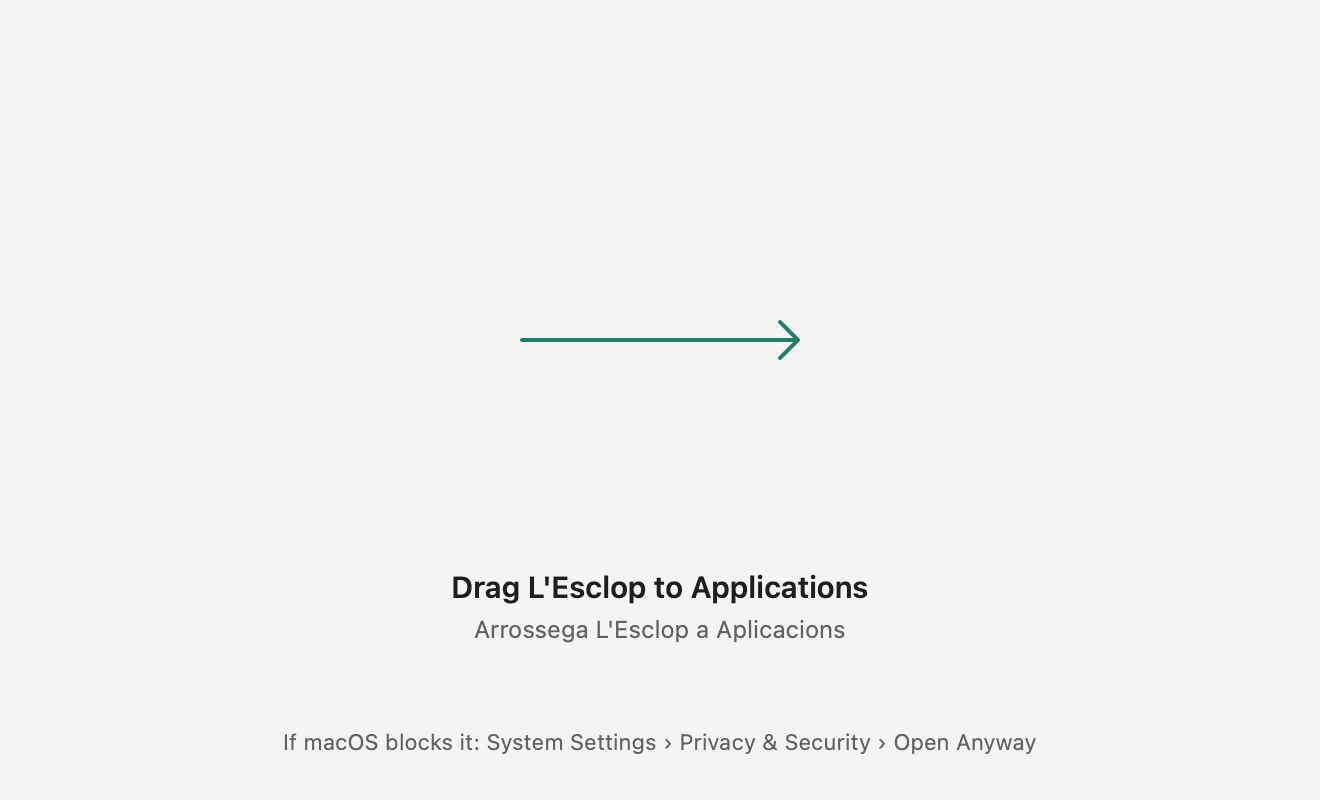 Drag L'Esclop to Applications
Arrossega L'Esclop a Aplicacions
If macOS blocks it: System Settings › Privacy & Security › Open Anyway